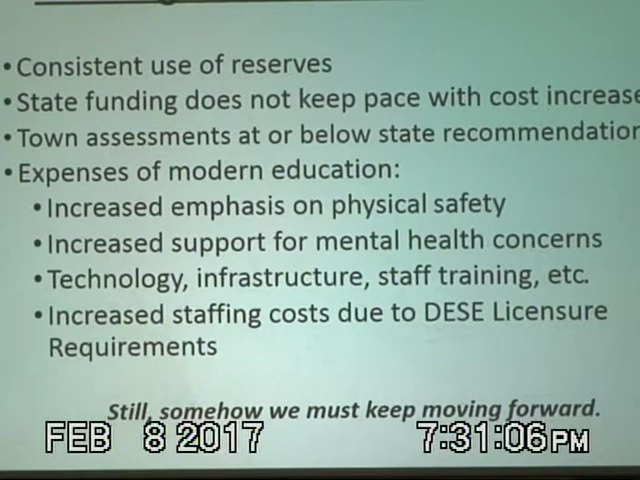 • Consistent use of reserves
• State funding does not keep pace with cost increase
• Town assessments at or below state recommendation
• Expenses of modern education:
• Increased emphasis on physical safety
• Increased support for mental health concerns
• Technology, infrastructure, staff training, etc.
• Increased staffing costs due to DESE Licensure
Requirements
Still, somehow we must keep moving forward.
FEB 8 2017 7:31:06 PM